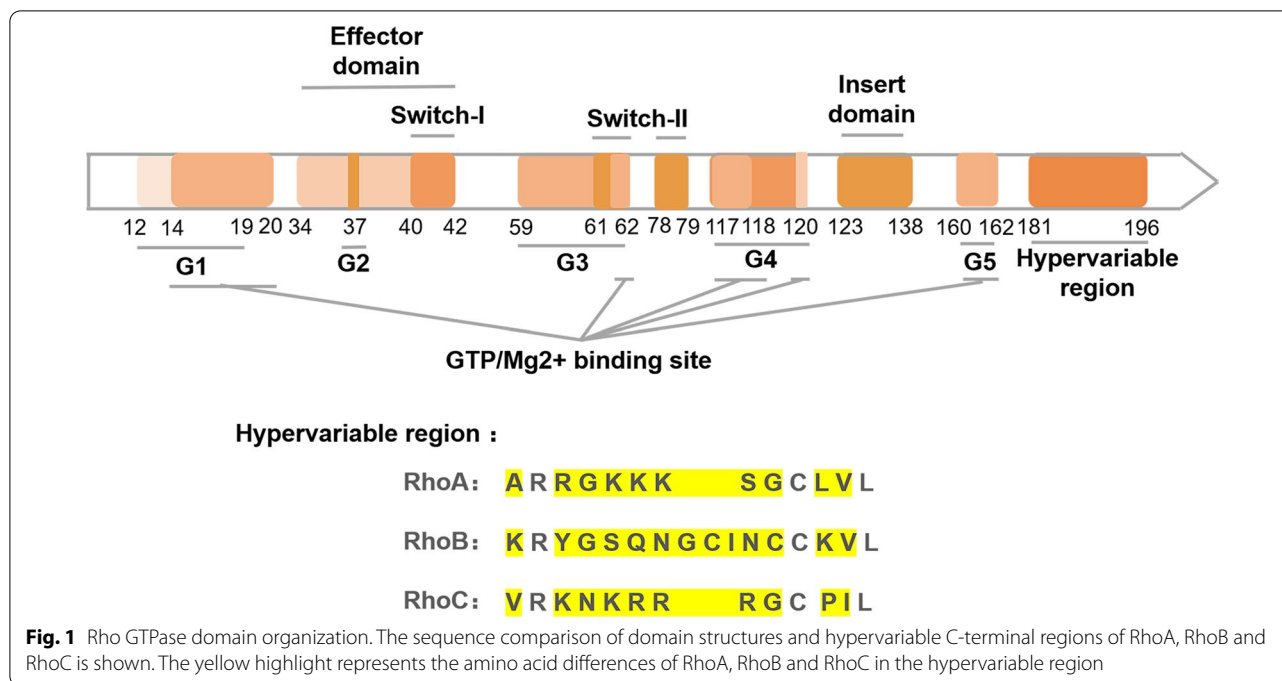 Effector
domain
Switch-I
Switch-II
Insert
domain
12 14 19 20 34 37 40 42 59 61 62 78 79 117 118 120 123 138 160 162 181 196
G1 G2 G3 G4 G5 Hypervariable
region
GTP/Mg2+ binding site
Hypervariable region :
RhoA: A R R G K K K S G C L V L
RhoB: K R Y G S Q N G C I N C C K V L
RhoC: V R K N K R R R G C P I L
Fig. 1 Rho GTPase domain organization. The sequence comparison of domain structures and hypervariable C-terminal regions of RhoA, RhoB and
RhoC is shown. The yellow highlight represents the amino acid differences of RhoA, RhoB and RhoC in the hypervariable region